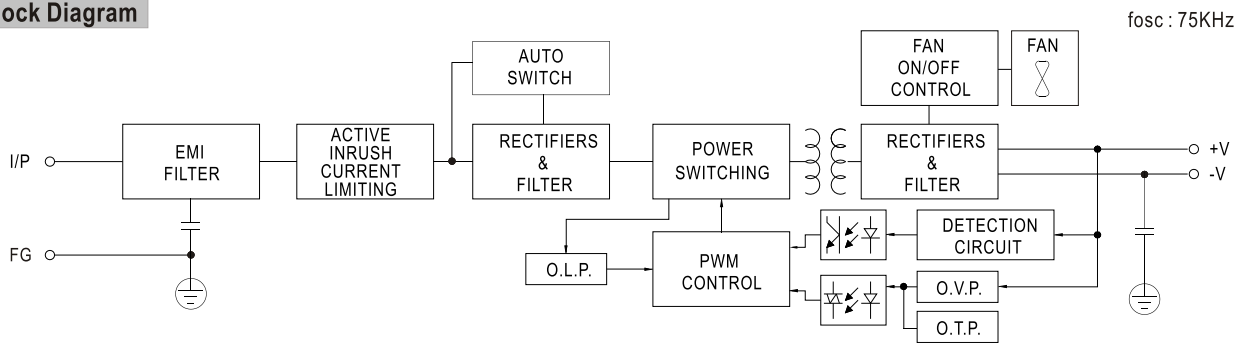 ock Diagram
fosc : 75KHz
AUTO
SWITCH
FAN
ON/OFF
CONTROL
FAN
I/P
EMI
FILTER
ACTIVE
INRUSH
CURRENT
LIMITING
RECTIFIERS
&
FILTER
POWER
SWITCHING
RECTIFIERS
&
FILTER
+V
-V
FG
O.L.P.
PWM
CONTROL
DETECTION
CIRCUIT
O.V.P.
O.T.P.